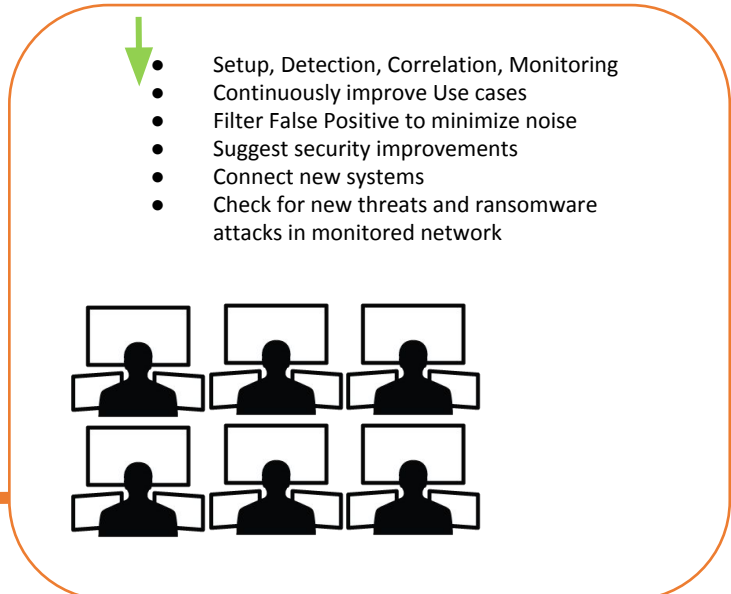 ● Setup, Detection, Correlation, Monitoring
● Continuously improve Use cases
● Filter False Positive to minimize noise
● Suggest security improvements
● Connect new systems
● Check for new threats and ransomware
attacks in monitored network